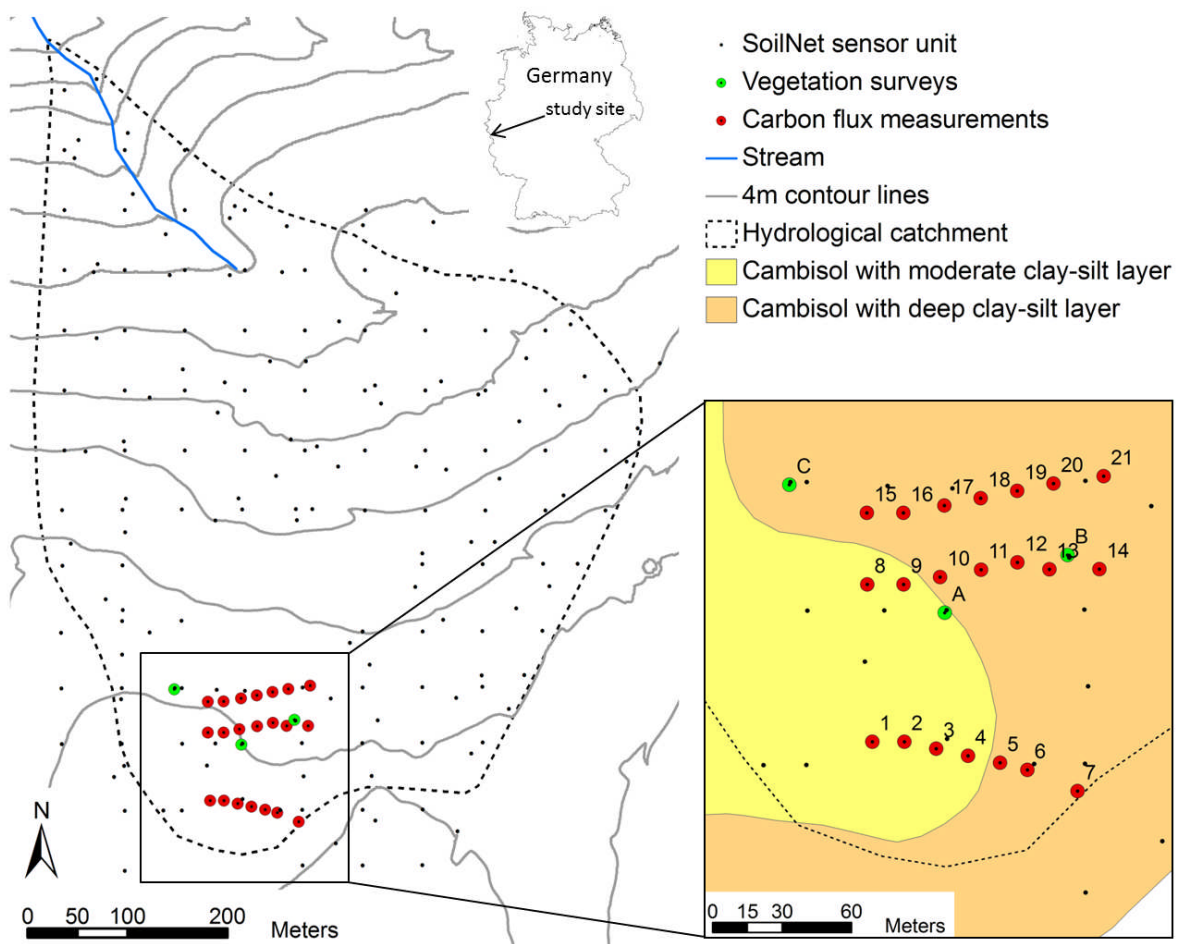 Germany
study site
SoilNet sensor unit
Vegetation surveys
Carbon flux measurements
Stream
4m contour lines
Hydrological catchment
Cambisol with moderate clay-silt layer
Cambisol with deep clay-silt layer
C
15 16 17 18 19 20 21
8 9 10 11 12 13 14
B
A
1 2 3 4 5 6 7
N
0 50 100 200
Meters
0 15 30 60
Meters